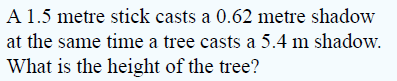 A 1.5 metre stick casts a 0.62 metre shadow
at the same time a tree casts a 5.4 m shadow.
What is the height of the tree?